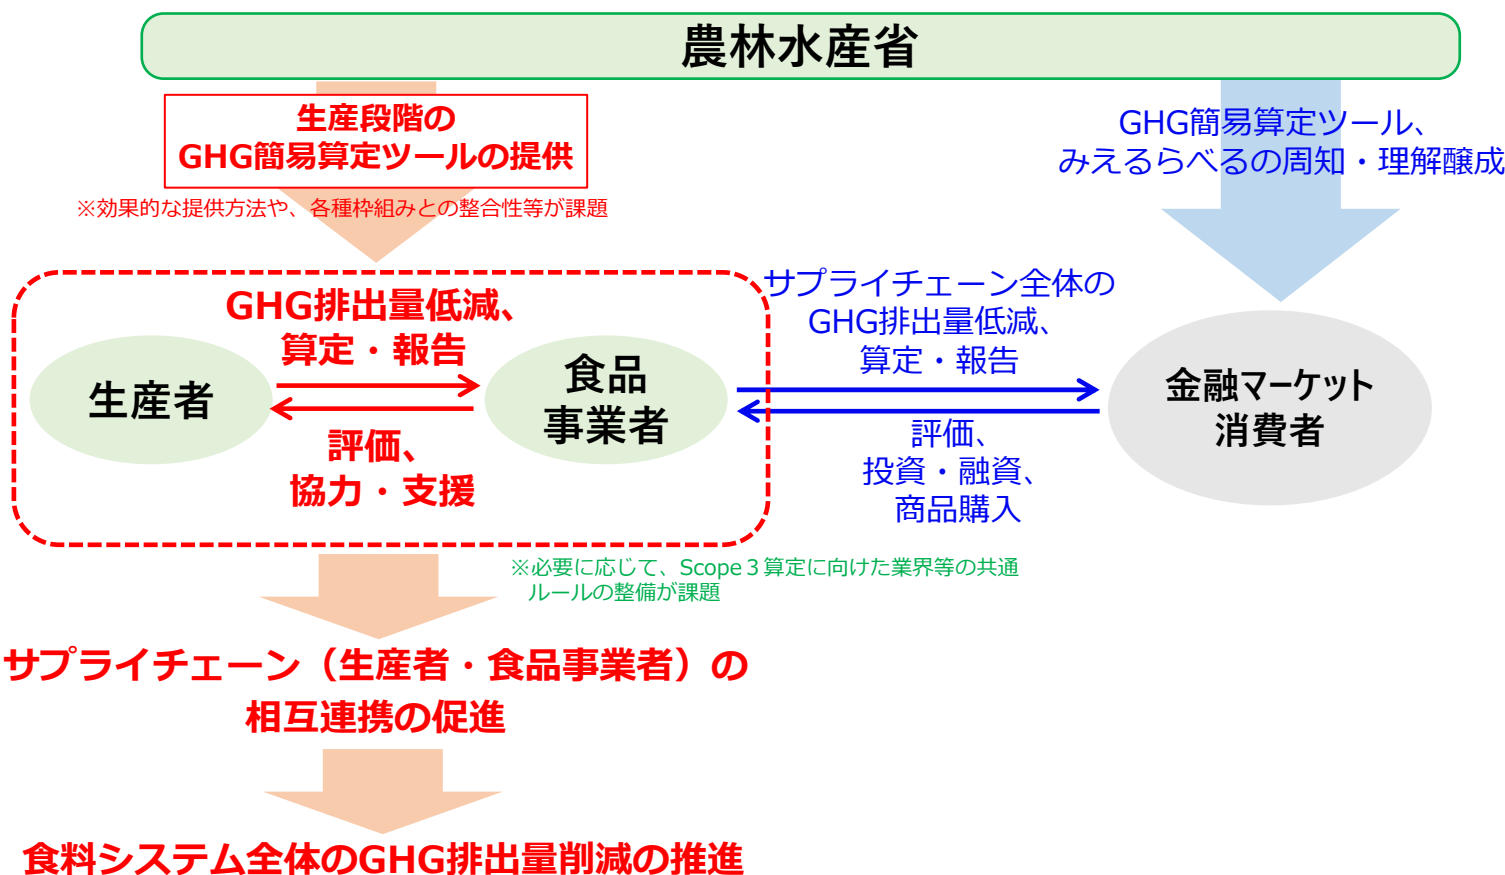 農林水産省
生産段階の
GHG簡易算定ツールの提供
※効果的な提供方法や、各種枠組みとの整合性等が課題
GHG簡易算定ツール、
みえるらべるの周知・理解醸成
GHG排出量低減、
算定・報告
生産者
食品
事業者
評価、
協力・支援
サプライチェーン全体の
GHG排出量低減、
算定・報告
評価、
投資・融資、
商品購入
金融マーケット
消費者
※必要に応じて、Scope３算定に向けた業界等の共通
ルールの整備が課題
サプライチェーン（生産者・食品事業者）の
相互連携の促進
食料システム全体のGHG排出量削減の推進